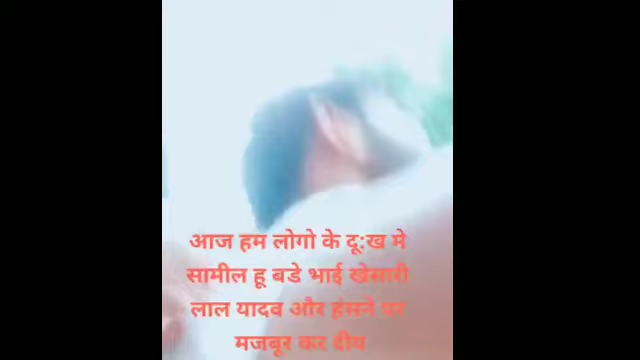 आज हम लोगो के दू:ख मे
सामील हू बडे भाई खेसारी
लाल यादव और हंसने पर
मजबूर कर दीय